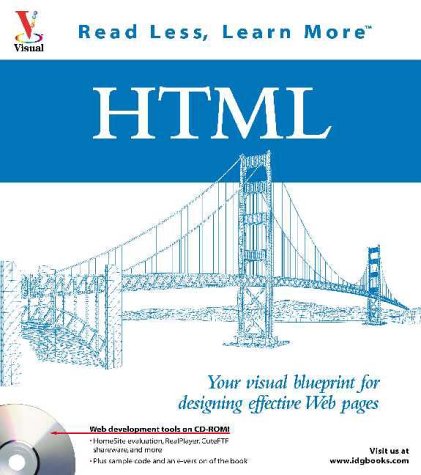 Visual
Read Less, Learn More™
HTML
Your visual blueprint for
designing effective Web pages
Web development tools on CD-ROM!
• HomeSite evaluation, RealPlayer, CuteFTP
shareware, and more
• Plus sample code and an e-version of the book
Visit us at
www.idgbooks.com